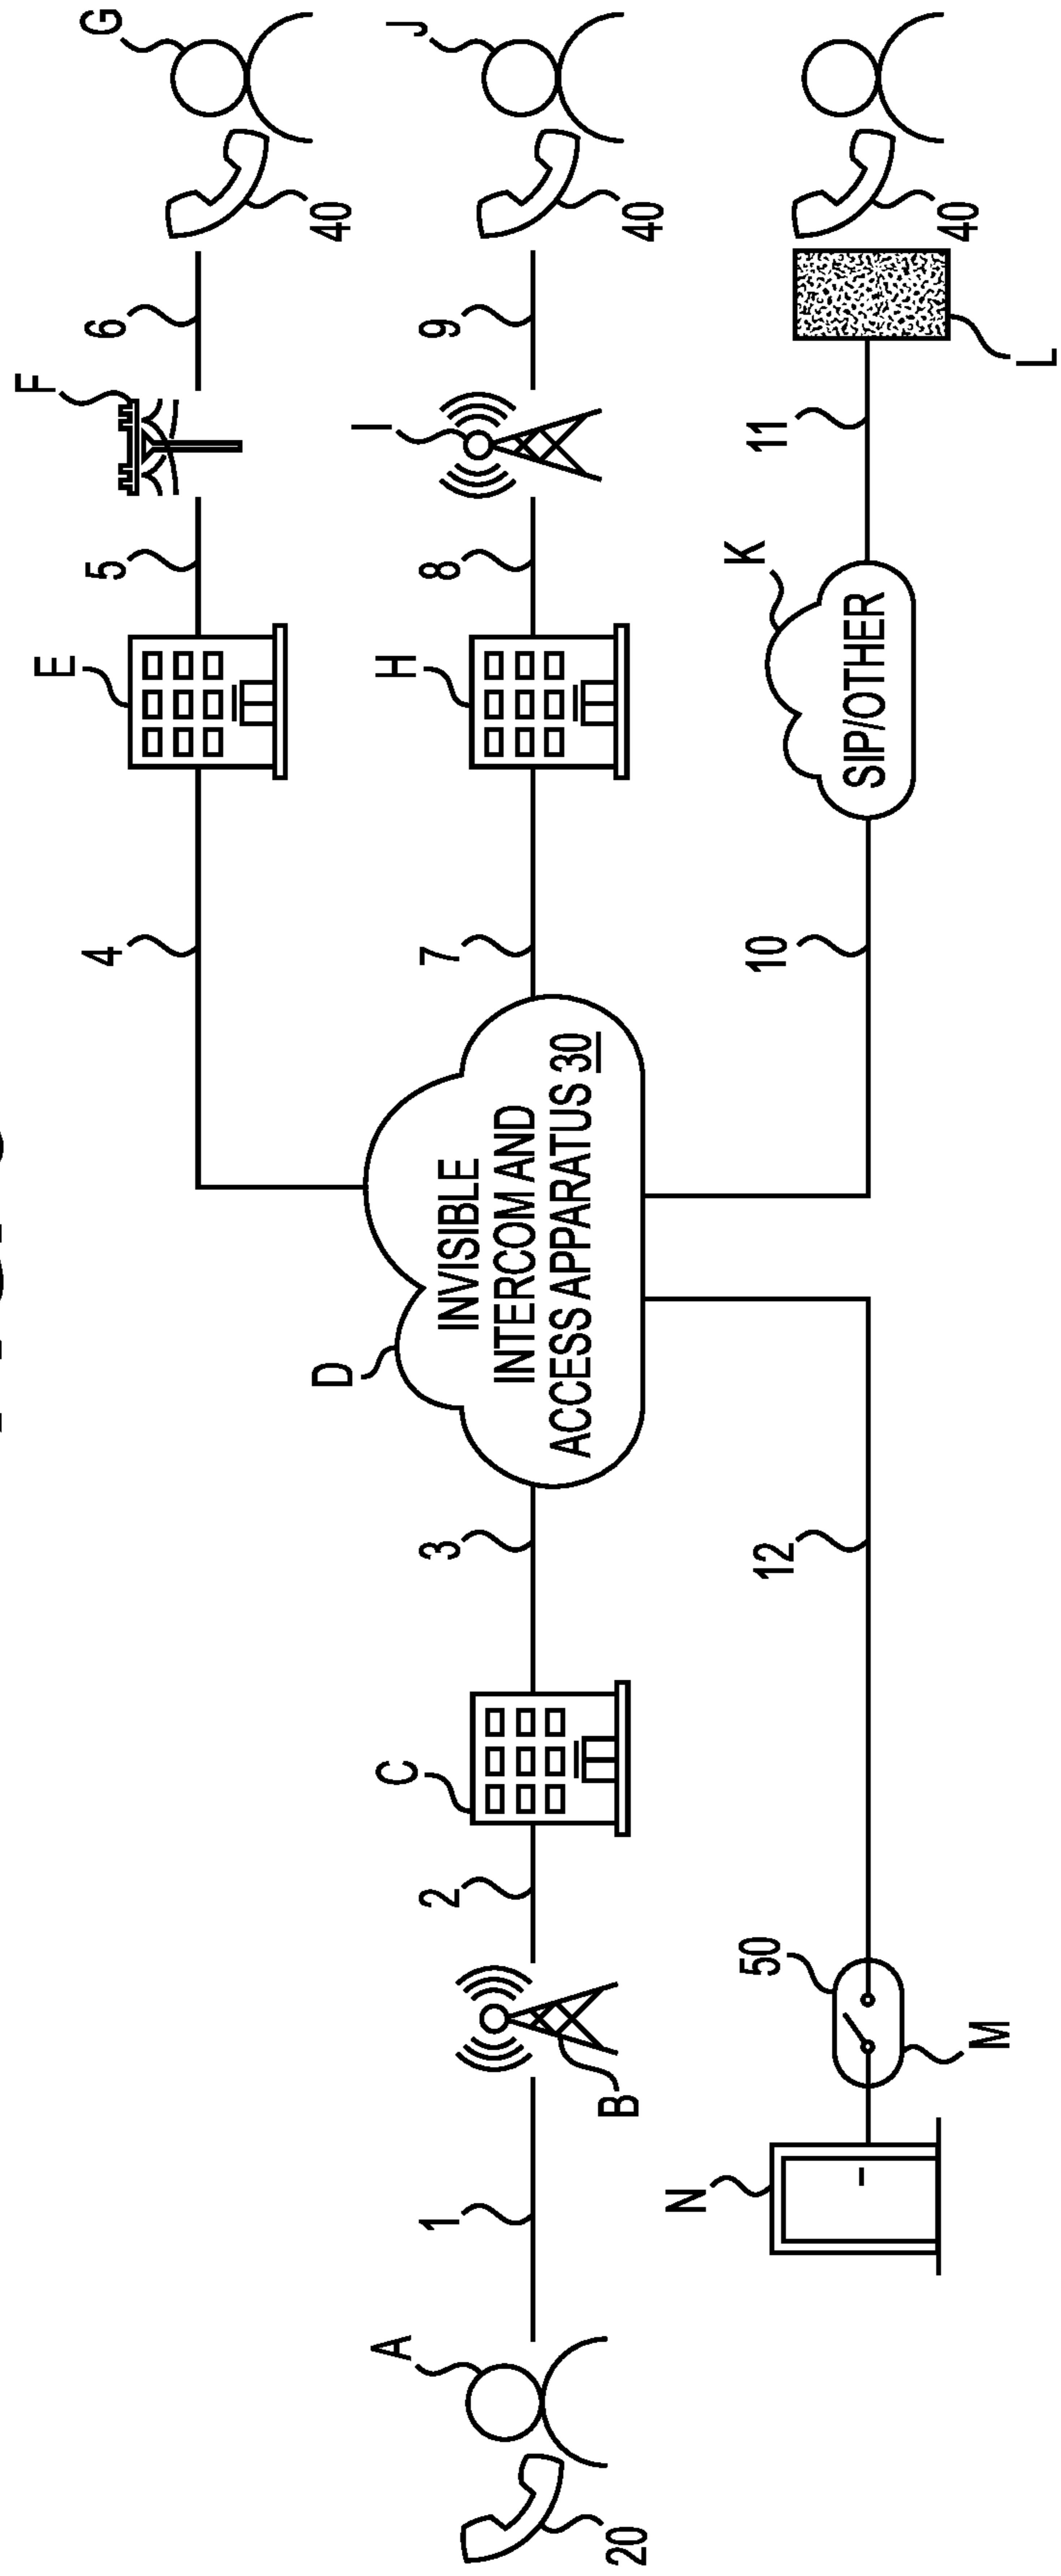 E
F
4
5
6
G
D
40
A
C
H
I
J
1
2
3
7
8
9
INVISIBLE
INTERCOM AND
ACCESS APPARATUS 30
20
B
40
N
K
50
12
10
11
SIP/OTHER
40
M
L